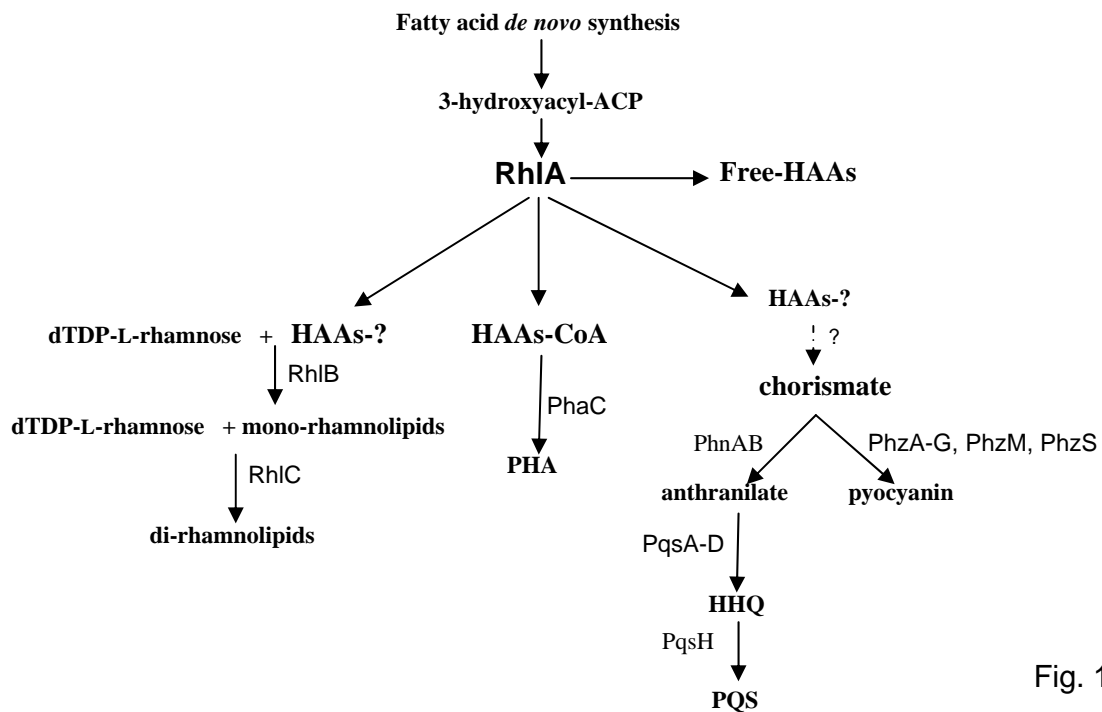 Fatty acid de novo synthesis
3-hydroxyacyl-ACP
RhlA
Free-HAAs
HAAs-?
dTDP-L-rhamnose + HAAs-?
HAAs-CoA
?
RhlB
chorismate
PhaC
dTDP-L-rhamnose + mono-rhamnolipids
PhnAB
PhzA-G, PhzM, PhzS
RhlC
PHA
anthranilate
pyocyanin
di-rhamnolipids
PqsA-D
HHQ
PqsH
Fig. 1
PQS